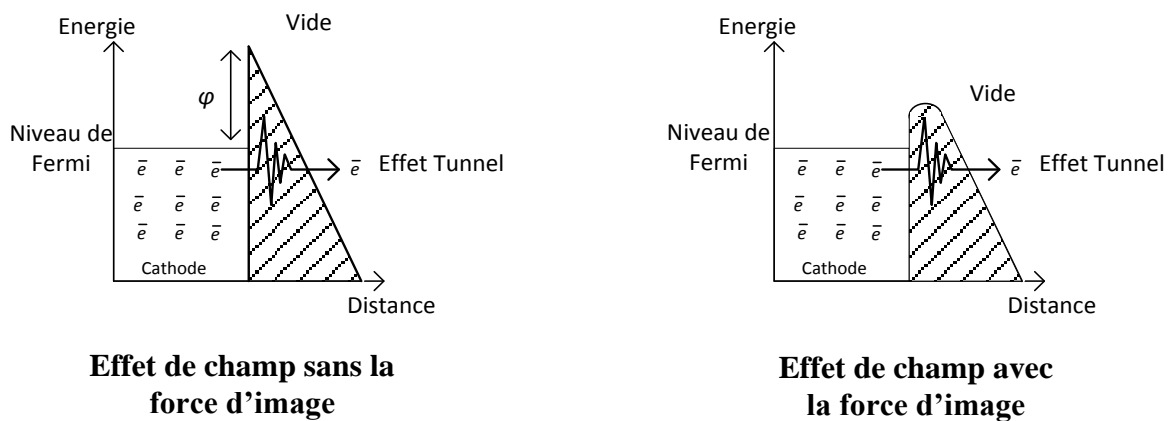 Energie
Vide
φ
Niveau de
Fermi
e̅ e̅ e̅
e̅
Effet Tunnel
e̅ e̅ e̅
e̅ e̅ e̅
Cathode
Distance
Effet de champ sans la
force d’image
Energie
Vide
Niveau de
Fermi
e̅ e̅ e̅
e̅
Effet Tunnel
e̅ e̅ e̅
e̅ e̅ e̅
Cathode
Distance
Effet de champ avec
la force d’image